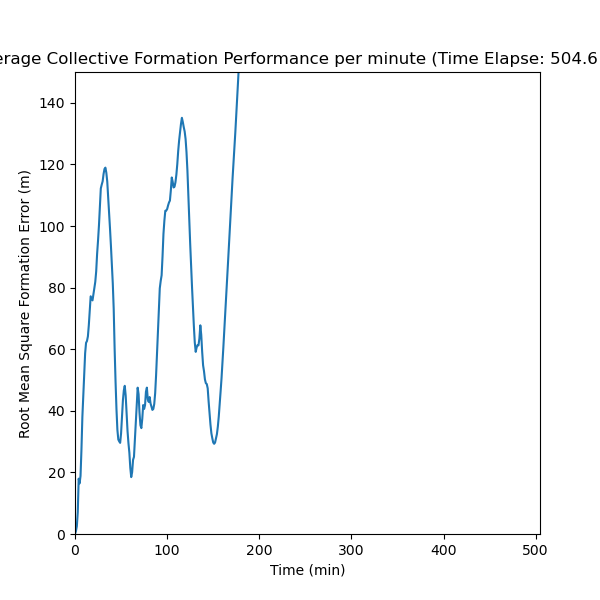 erage Collective Formation Performance per minute (Time Elapse: 504.6
Root Mean Square Formation Error (m)
140
120
100
80
60
40
20
0
0 100 200 300 400 500
Time (min)